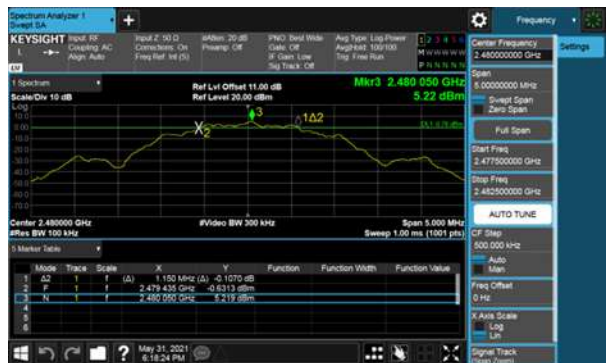 Spectrum Analyzer 1
Swept SA
+
Frequency
KEYSIGHT Input: RF
Coupling: AC
Align: Auto
Input Z: 50 Ω
Corrections: On
Freq Ref: Int (S)
#Atten: 20 dB
Preamp: Off
PNO: Best Wide
Gate: Off
IF Gain: Low
Sig Track: Off
Avg Type: Log-Power
Avg|Hold: 100/100
Trig: Free Run
1 2 3 4 5 6
M W W W W W
P N N N N N
1 Spectrum
Scale/Div 10 dB
Ref Lvl Offset 11.00 dB
Ref Level 20.00 dBm
Mkr3 2.480 050 GHz
5.22 dBm
Log
10.0
0.00
X2
3
1Δ2
Center 2.480000 GHz
#Res BW 100 kHz
#Video BW 300 kHz
Span 5.000 MHz
Sweep 1.00 ms (1001 pts)
5 Marker Table
Mode Trace Scale X Y Function Function Width Function Value
1 Δ2 1 f (Δ) 1.150 MHz (Δ) -0.1070 dB
2 F 1 f 2.479 435 GHz -0.6313 dBm
3 N 1 f 2.480 050 GHz 5.219 dBm
4
5
6
May 31, 2021
6:18:24 PM
Center Frequency
2.480000000 GHz
Settings
Span
5.00000000 MHz
Swept Span
Zero Span
Full Span
Start Freq
2.477500000 GHz
Stop Freq
2.482500000 GHz
AUTO TUNE
CF Step
500.000 kHz
Auto
Man
Freq Offset
0 Hz
X Axis Scale
Log
Lin
Signal Track
(Span Zoom)